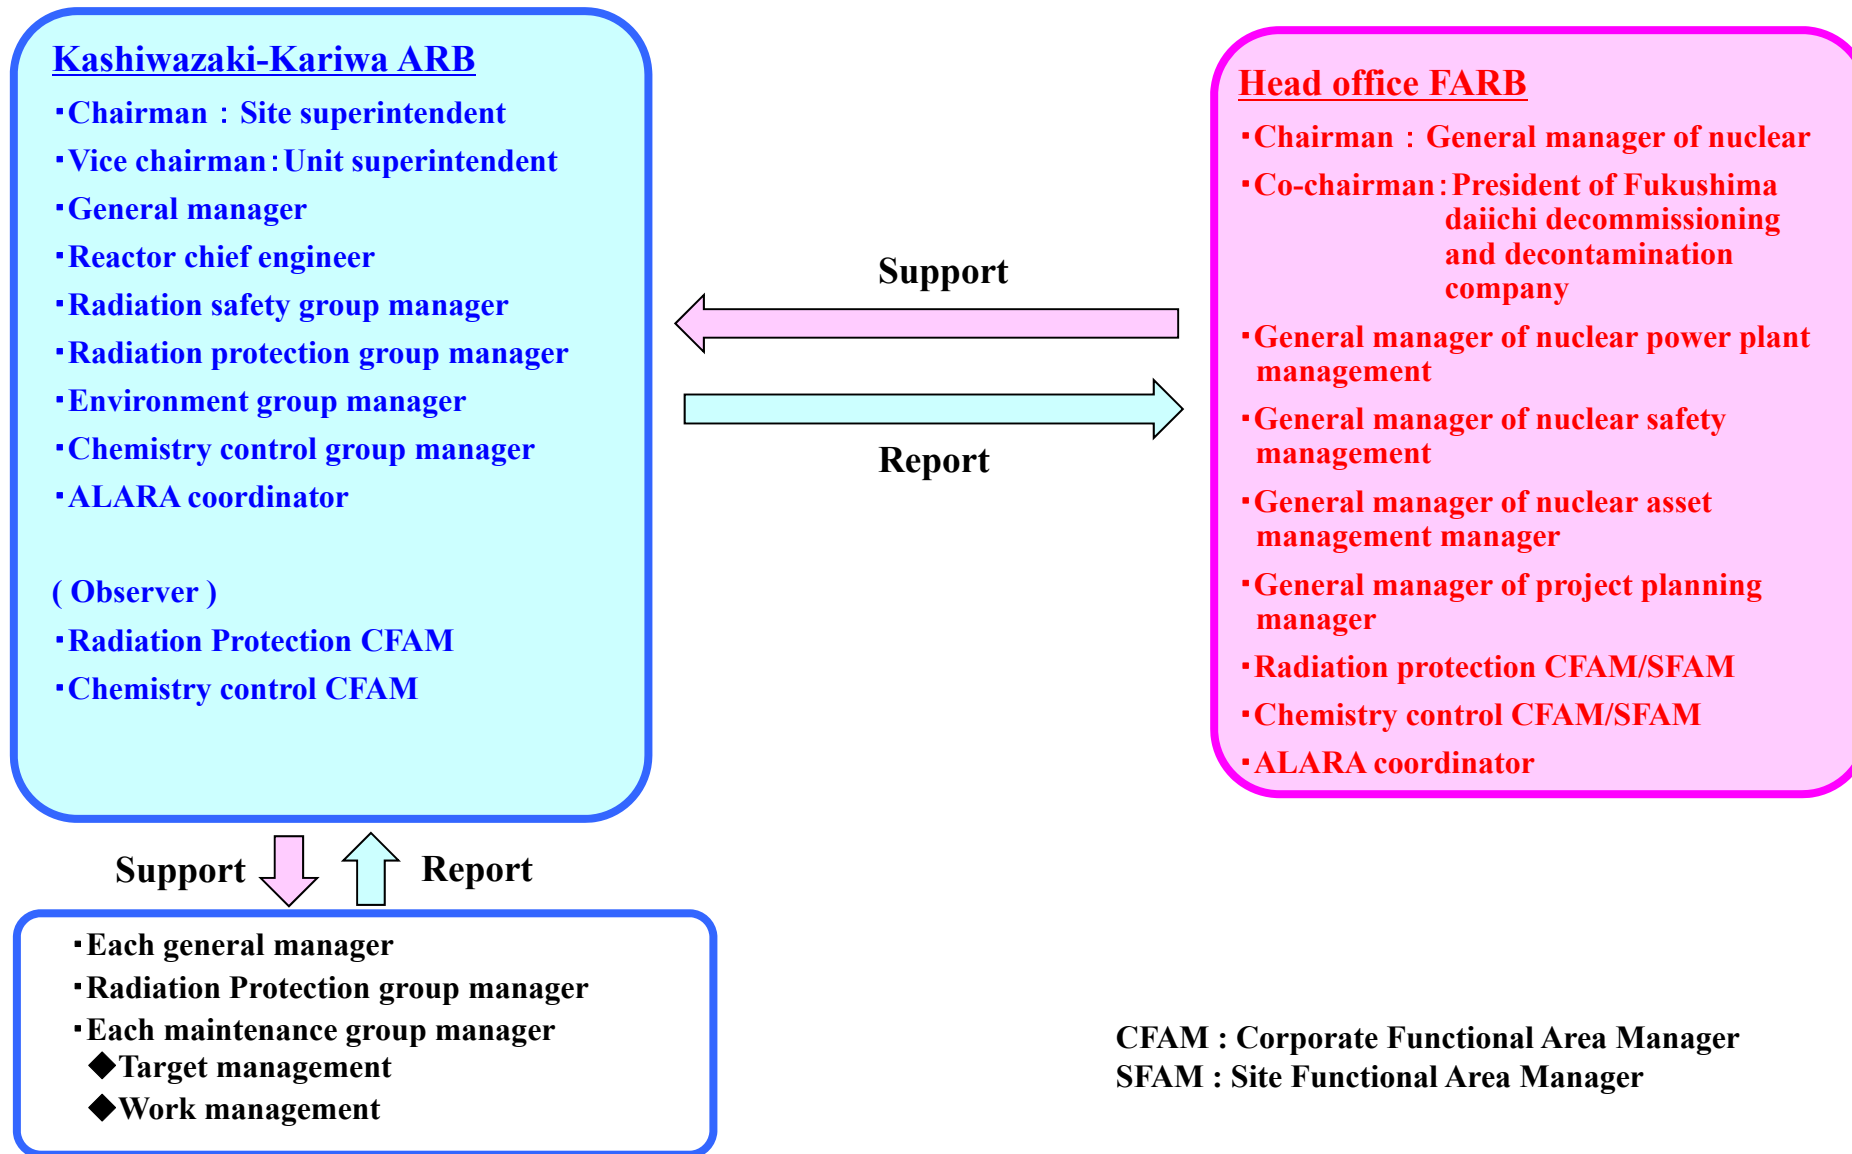 Kashiwazaki-Kariwa ARB
・Chairman：Site superintendent
・Vice chairman：Unit superintendent
・General manager
・Reactor chief engineer
・Radiation safety group manager
・Radiation protection group manager
・Environment group manager
・Chemistry control group manager
・ALARA coordinator
( Observer )
・Radiation Protection CFAM
・Chemistry control CFAM
Support
Report
Head office FARB
・Chairman：General manager of nuclear
・Co-chairman：President of Fukushima
daiichi decommissioning
and decontamination
company
・General manager of nuclear power plant
management
・General manager of nuclear safety
management
・General manager of nuclear asset
management manager
・General manager of project planning
manager
・Radiation protection CFAM/SFAM
・Chemistry control CFAM/SFAM
・ALARA coordinator
Support
Report
・Each general manager
・Radiation Protection group manager
・Each maintenance group manager
◆Target management
◆Work management
CFAM : Corporate Functional Area Manager
SFAM : Site Functional Area Manager